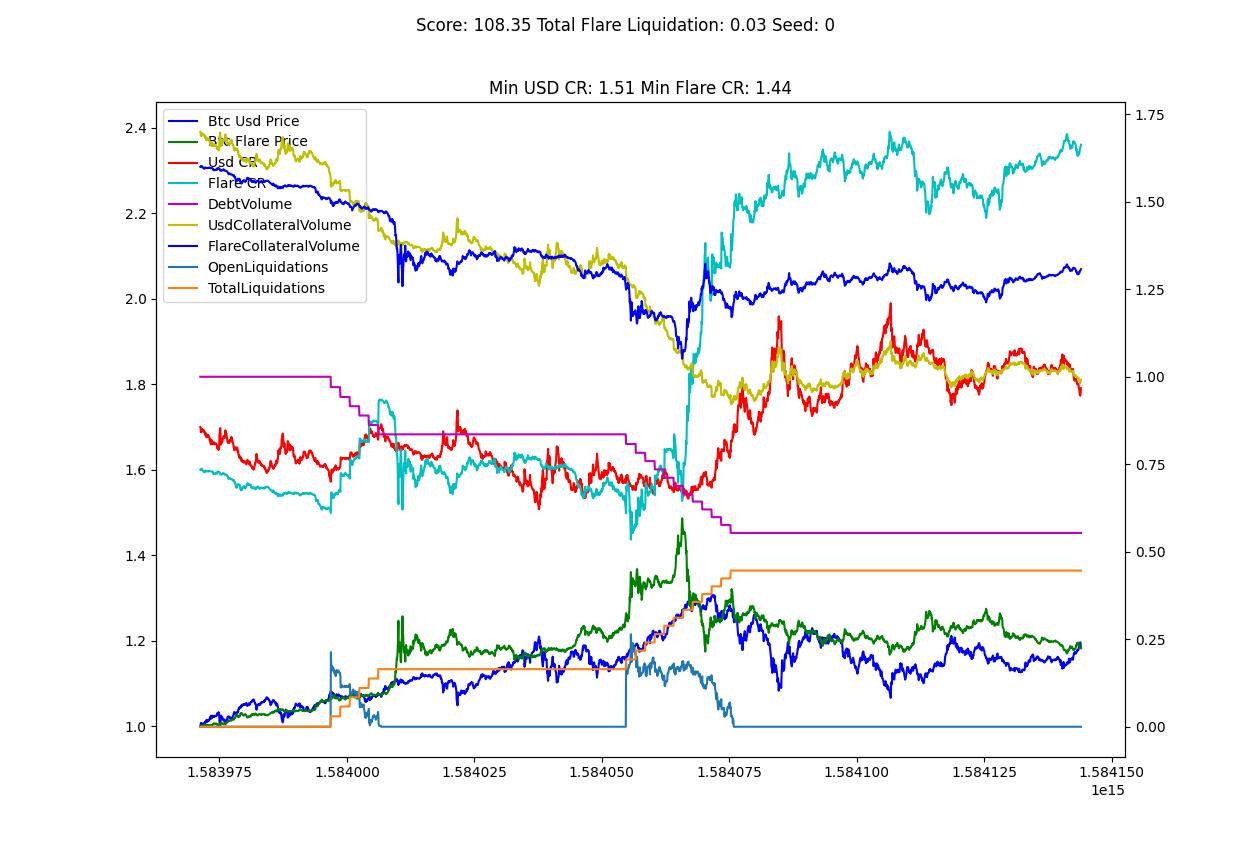 Score: 108.35 Total Flare Liquidation: 0.03 Seed: 0
Min USD CR: 1.51 Min Flare CR: 1.44
Btc Usd Price
Btc Flare Price
Usd CR
Flare CR
DebtVolume
UsdCollateralVolume
FlareCollateralVolume
OpenLiquidations
TotalLiquidations
2.4
2.2
2.0
1.8
1.6
1.4
1.2
1.0
1.75
1.50
1.25
1.00
0.75
0.50
0.25
0.00
1.583975 1.584000 1.584025 1.584050 1.584075 1.584100 1.584125 1.584150
1e15